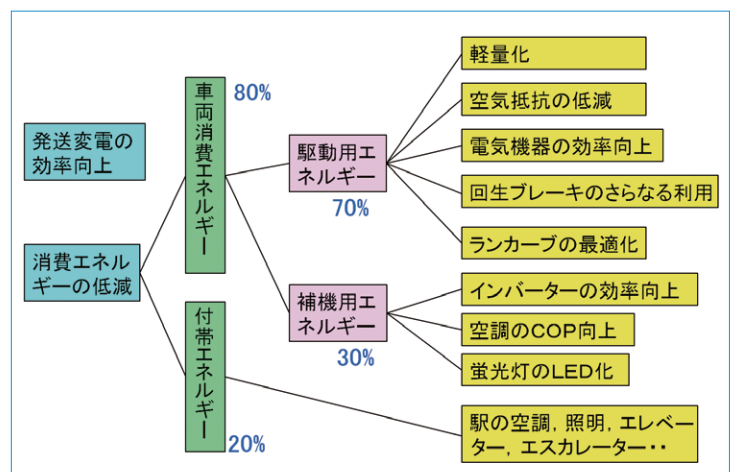 発送変電の
効率向上
消費エネル
ギーの低減
車両消費エネルギー
80%
付帯エネルギー
20%
駆動用エ
ネルギー
70%
補機用エ
ネルギー
30%
軽量化
空気抵抗の低減
電気機器の効率向上
回生ブレーキのさらなる利用
ランカーブの最適化
インバーターの効率向上
空調のCOP向上
蛍光灯のLED化
駅の空調, 照明, エレベー
ター, エスカレーター‥